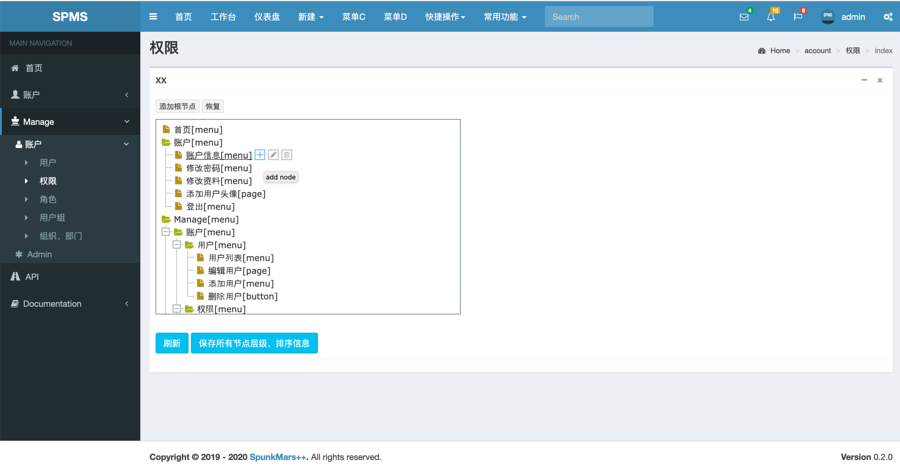 SPMS
首页 工作台 仪表盘 新建 菜单C 菜单D 快捷操作 常用功能 Search 4 10 9 SPMS admin
MAIN NAVIGATION
首页
账户
Manage
账户
用户
权限
角色
用户组
组织、部门
Admin
API
Documentation
权限
Home > account > 权限 > index
XX
添加根节点 恢复
首页[menu]
账户[menu]
账户信息[menu]
修改密码[menu]
add node
修改资料[menu]
添加用户头像[page]
登出[menu]
Manage[menu]
账户[menu]
用户[menu]
用户列表[menu]
编辑用户[page]
添加用户[menu]
删除用户[button]
权限[menu]
刷新 保存所有节点层级、排序信息
Copyright © 2019 - 2020 SpunkMars++. All rights reserved.
Version 0.2.0